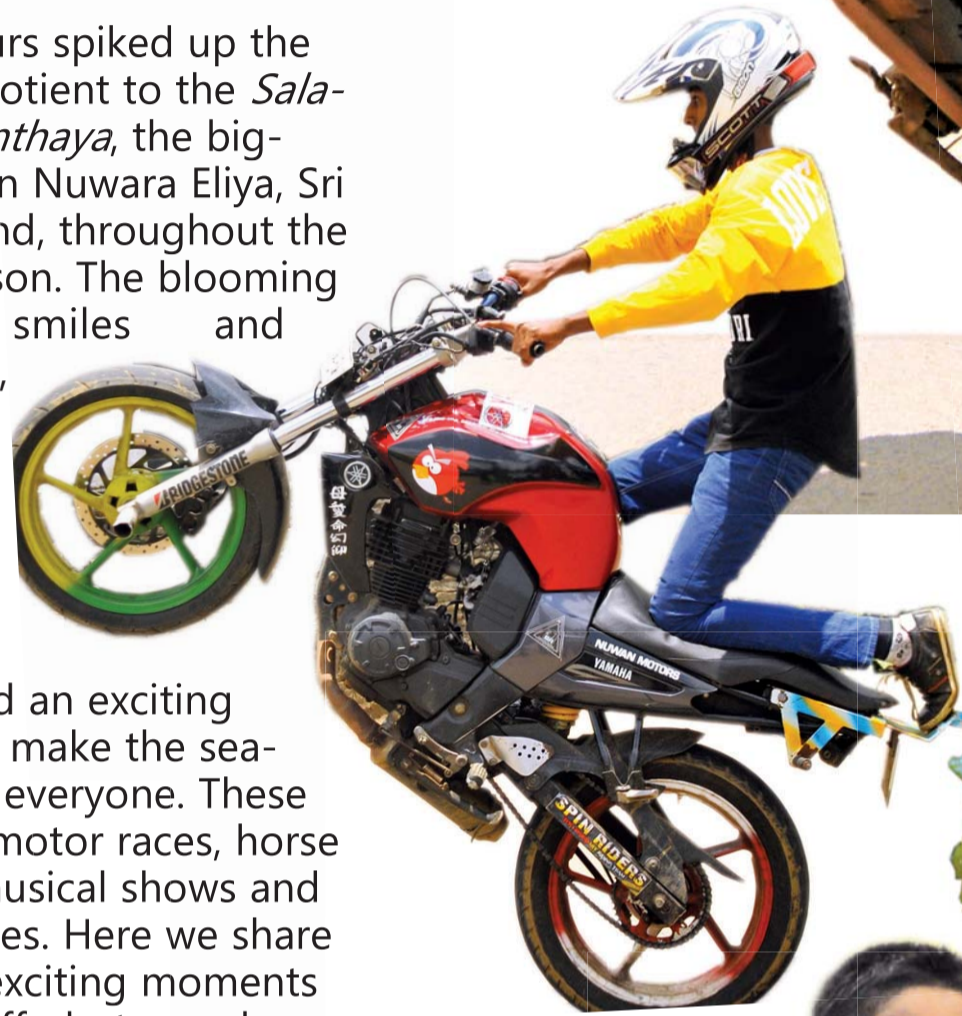 urs spiked up the
otient to the Sala-
nthaya, the big-
n Nuwara Eliya, Sri
nd, throughout the
son. The blooming
smiles and
,
d an exciting
make the sea-
everyone. These
motor races, horse
usical shows and
es. Here we share
exciting moments
SCOTT
BRIDGESTONE
NUWAN MOTORS
YAMAHA
SPIN RIDERS